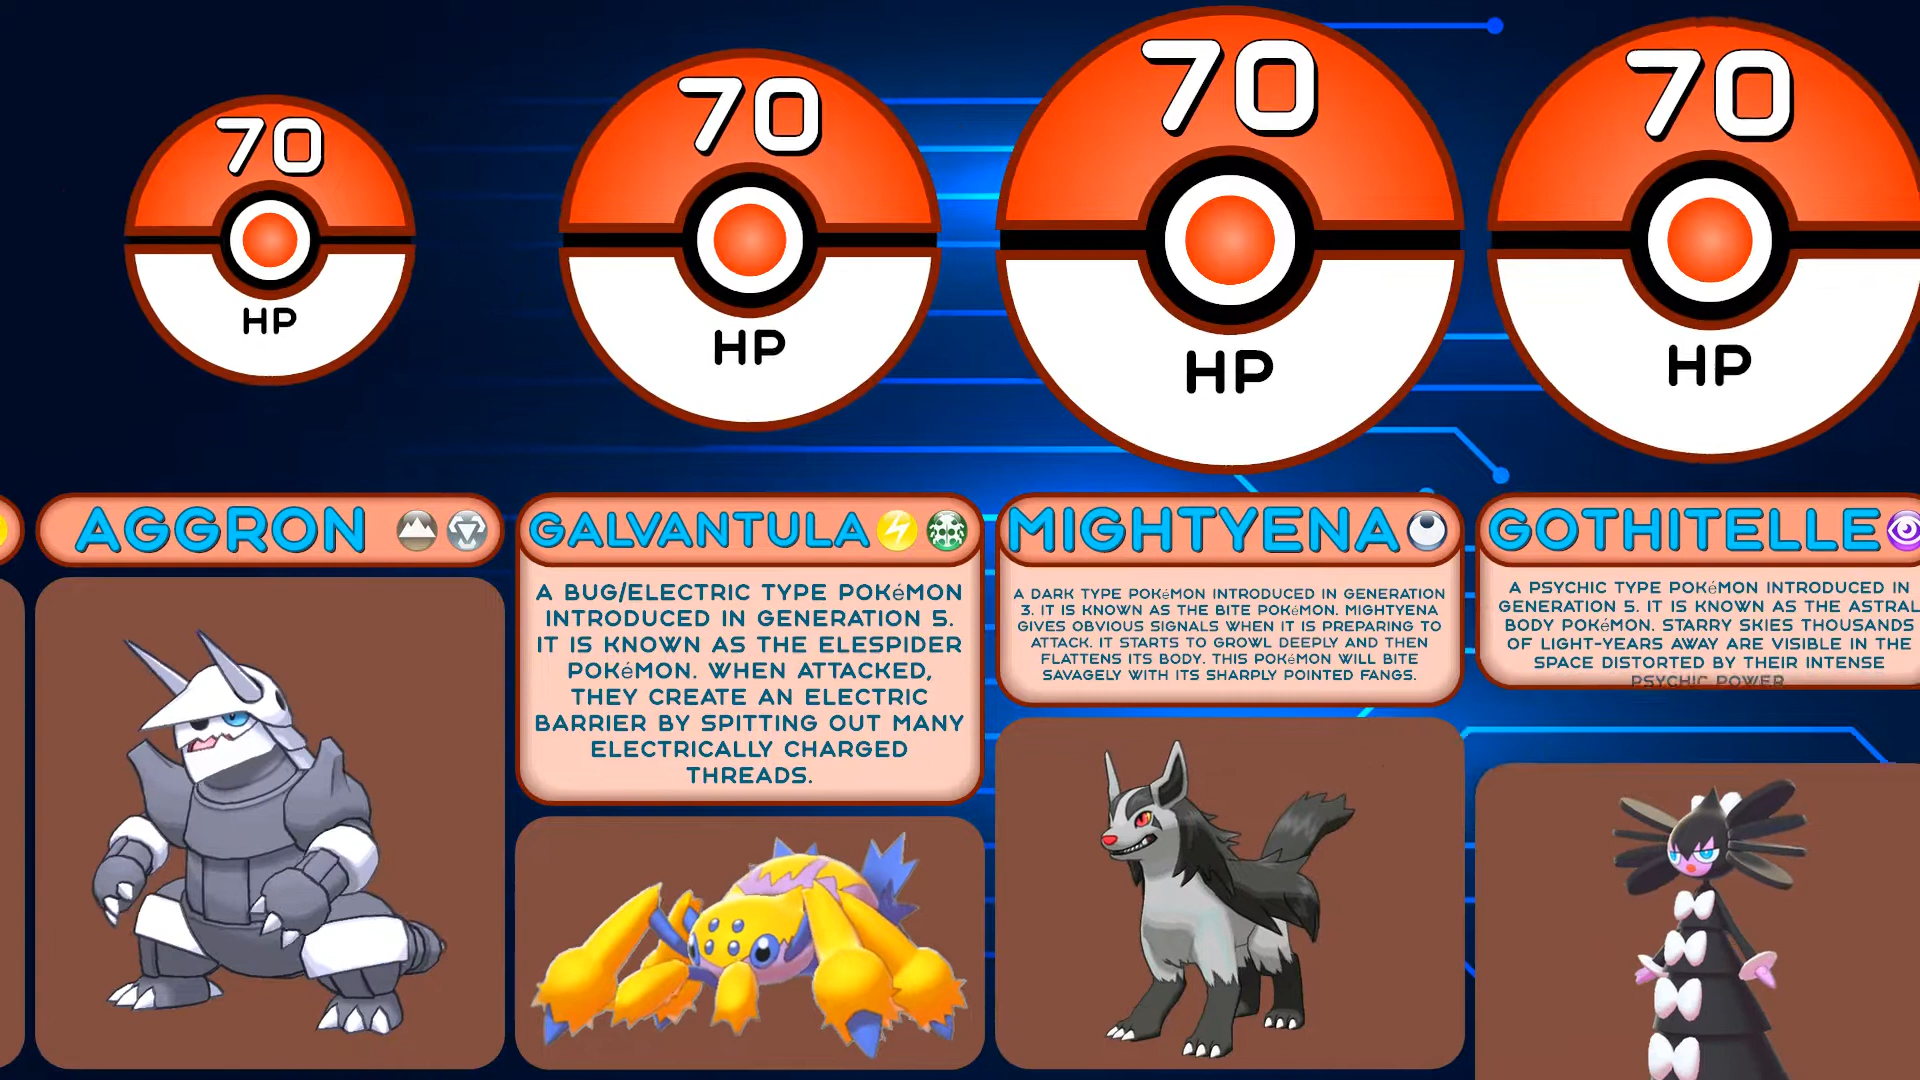 70
HP
70
HP
70
HP
70
HP
AGGRON
GALVANTULA
A BUG/ELECTRIC TYPE POKéMON
INTRODUCED IN GENERATION 5.
IT IS KNOWN AS THE ELESPIDER
POKéMON. WHEN ATTACKED,
THEY CREATE AN ELECTRIC
BARRIER BY SPITTING OUT MANY
ELECTRICALLY CHARGED
THREADS.
MIGHTYENA
A DARK TYPE POKéMON INTRODUCED IN GENERATION
3. IT IS KNOWN AS THE BITE POKéMON. MIGHTYENA
GIVES OBVIOUS SIGNALS WHEN IT IS PREPARING TO
ATTACK. IT STARTS TO GROWL DEEPLY AND THEN
FLATTENS ITS BODY. THIS POKéMON WILL BITE
SAVAGELY WITH ITS SHARPLY POINTED FANGS.
GOTHITELLE
A PSYCHIC TYPE POKéMON INTRODUCED IN
GENERATION 5. IT IS KNOWN AS THE ASTRAL
BODY POKéMON. STARRY SKIES THOUSANDS
OF LIGHT-YEARS AWAY ARE VISIBLE IN THE
SPACE DISTORTED BY THEIR INTENSE
PSYCHIC POWER